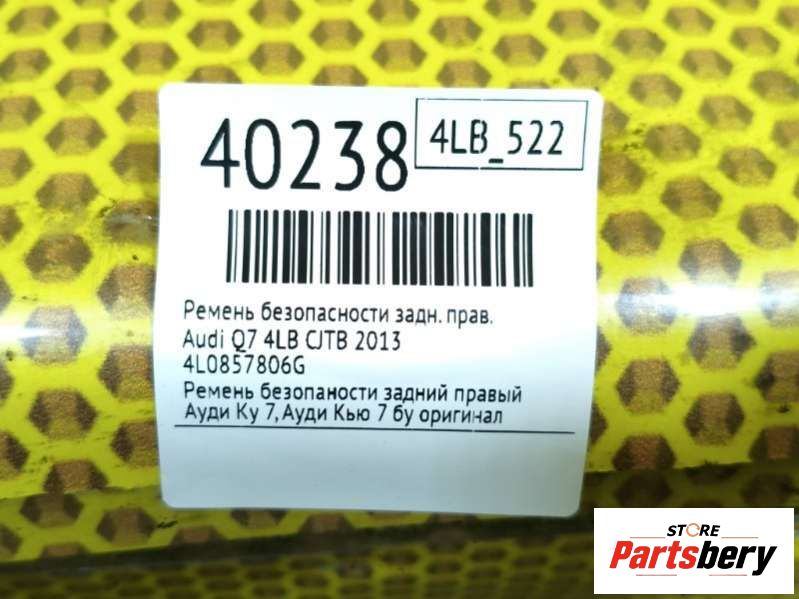 40238
4LB_522
Ремень безопасности задн. прав.
Audi Q7 4LB CJTB 2013
4L0857806G
Ремень безопаности задний правый
Ауди Ку 7, Ауди Кью 7 бу оригинал
STORE
Partsbery